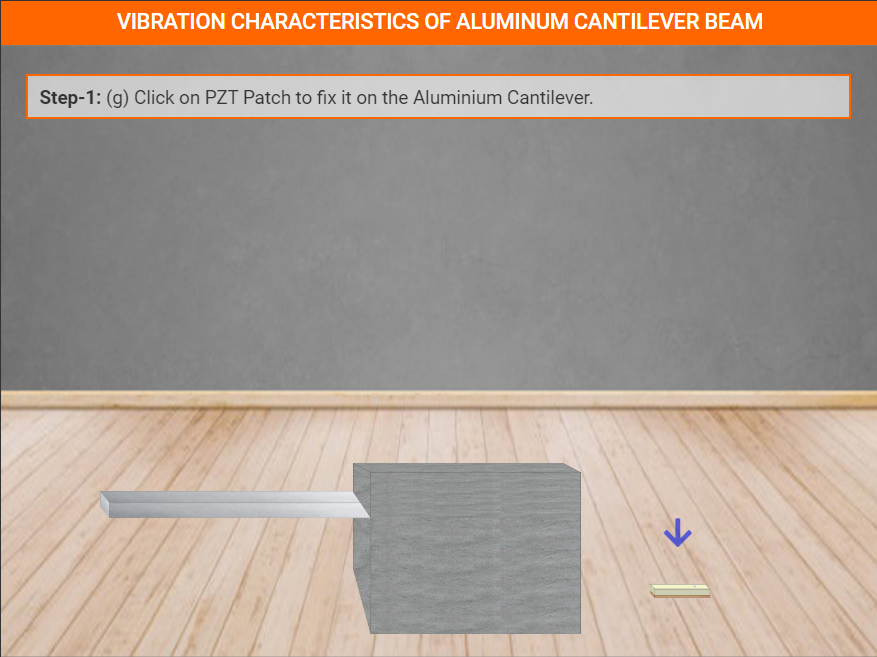 VIBRATION CHARACTERISTICS OF ALUMINUM CANTILEVER BEAM
Step-1: (g) Click on PZT Patch to fix it on the Aluminium Cantilever.